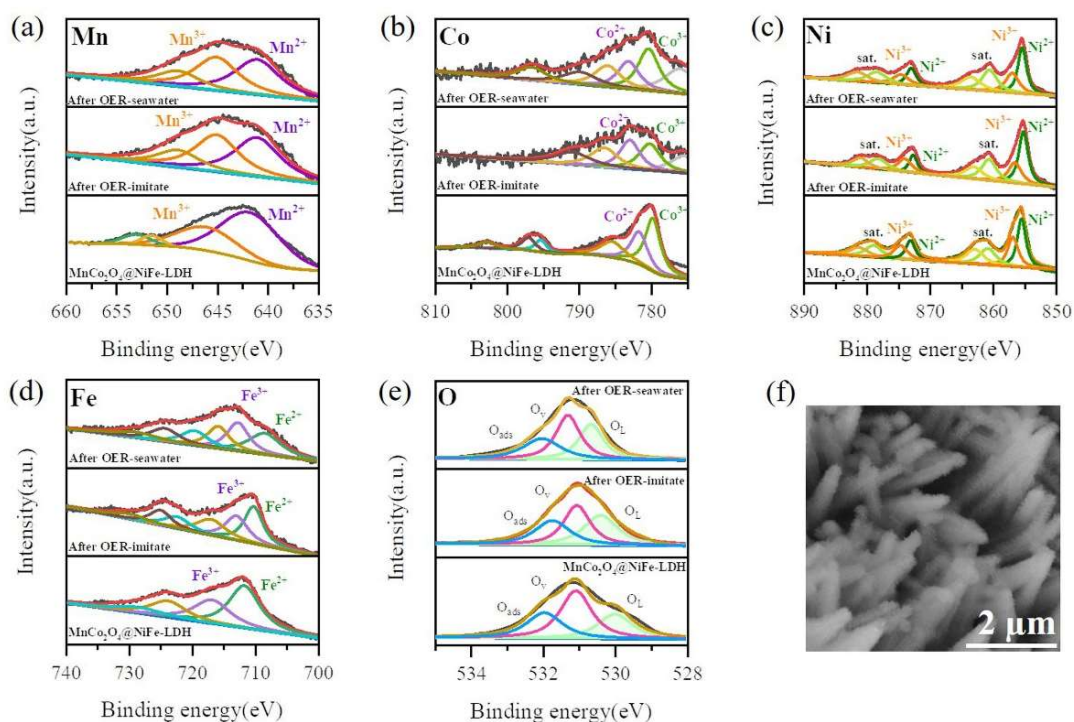 (a)
Mn
Mn³⁺
Mn²⁺
After OER-seawater
After OER-imitate
Mn³⁺
Mn²⁺
MnCo₂O₄@NiFe-LDH
660 655 650 645 640 635
Binding energy(eV)
Intensity(a.u.)
(b)
Co
Co²⁺
Co³⁺
After OER-seawater
Co²⁺
Co³⁺
After OER-imitate
Co²⁺
Co³⁺
MnCo₂O₄@NiFe-LDH
810 800 790 780
Binding energy(eV)
Intensity(a.u.)
(c)
Ni
sat.
Ni³⁺
Ni²⁺
sat.
Ni³⁺
Ni²⁺
After OER-seawater
sat.
Ni³⁺
Ni²⁺
sat.
Ni³⁺
Ni²⁺
After OER-imitate
sat.
Ni³⁺
Ni²⁺
sat.
Ni³⁺
Ni²⁺
MnCo₂O₄@NiFe-LDH
890 880 870 860 850
Binding energy(eV)
Intensity(a.u.)
(d)
Fe
Fe³⁺
Fe²⁺
After OER-seawater
Fe³⁺
Fe²⁺
After OER-imitate
Fe³⁺
Fe²⁺
MnCo₂O₄@NiFe-LDH
740 730 720 710 700
Binding energy(eV)
Intensity(a.u.)
(e)
O
After OER-seawater
Oads
Ov
OL
After OER-imitate
Oads
Ov
OL
MnCo₂O₄@NiFe-LDH
Oads
Ov
OL
534 532 530 528
Binding energy(eV)
Intensity(a.u.)
(f)
2 μm